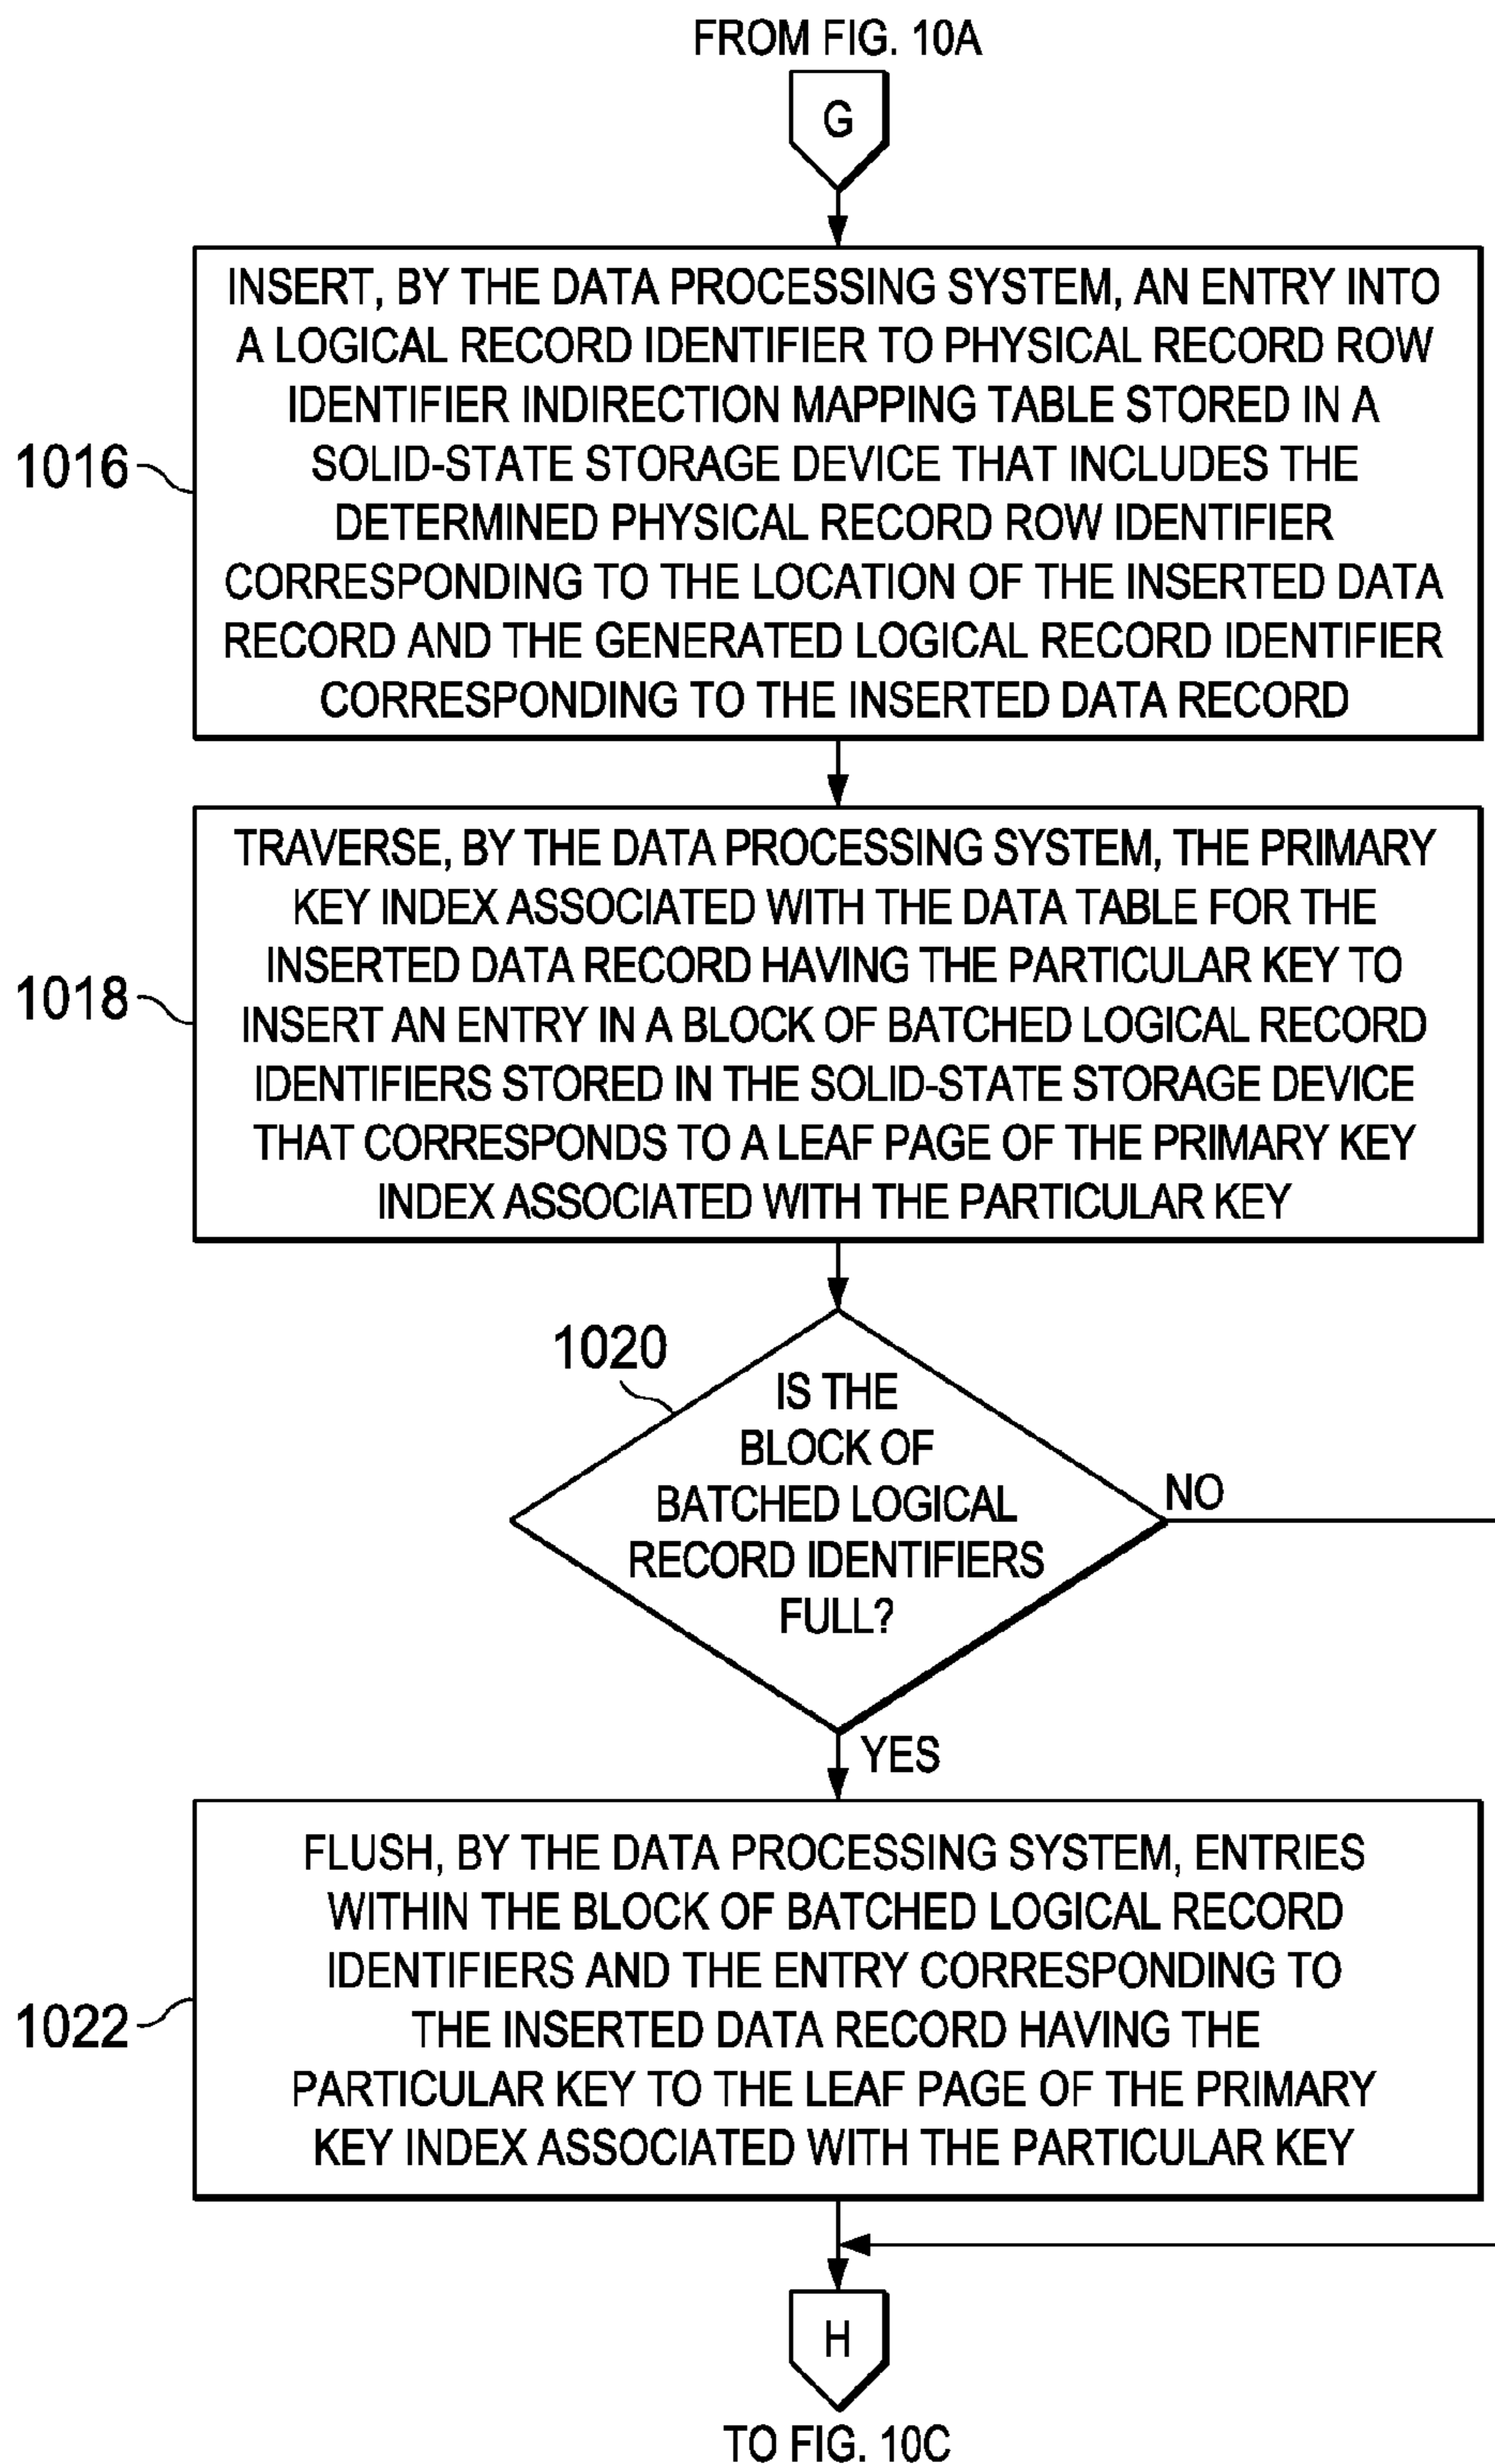 FROM FIG. 10A
G
INSERT, BY THE DATA PROCESSING SYSTEM, AN ENTRY INTO
A LOGICAL RECORD IDENTIFIER TO PHYSICAL RECORD ROW
IDENTIFIER INDIRECTION MAPPING TABLE STORED IN A
SOLID-STATE STORAGE DEVICE THAT INCLUDES THE
DETERMINED PHYSICAL RECORD ROW IDENTIFIER
CORRESPONDING TO THE LOCATION OF THE INSERTED DATA
RECORD AND THE GENERATED LOGICAL RECORD IDENTIFIER
CORRESPONDING TO THE INSERTED DATA RECORD
1016
TRAVERSE, BY THE DATA PROCESSING SYSTEM, THE PRIMARY
KEY INDEX ASSOCIATED WITH THE DATA TABLE FOR THE
INSERTED DATA RECORD HAVING THE PARTICULAR KEY TO
INSERT AN ENTRY IN A BLOCK OF BATCHED LOGICAL RECORD
IDENTIFIERS STORED IN THE SOLID-STATE STORAGE DEVICE
THAT CORRESPONDS TO A LEAF PAGE OF THE PRIMARY KEY
INDEX ASSOCIATED WITH THE PARTICULAR KEY
1018
1020
IS THE
BLOCK OF
BATCHED LOGICAL
RECORD IDENTIFIERS
FULL?
NO
YES
FLUSH, BY THE DATA PROCESSING SYSTEM, ENTRIES
WITHIN THE BLOCK OF BATCHED LOGICAL RECORD
IDENTIFIERS AND THE ENTRY CORRESPONDING TO
THE INSERTED DATA RECORD HAVING THE
PARTICULAR KEY TO THE LEAF PAGE OF THE PRIMARY
KEY INDEX ASSOCIATED WITH THE PARTICULAR KEY
1022
H
TO FIG. 10C